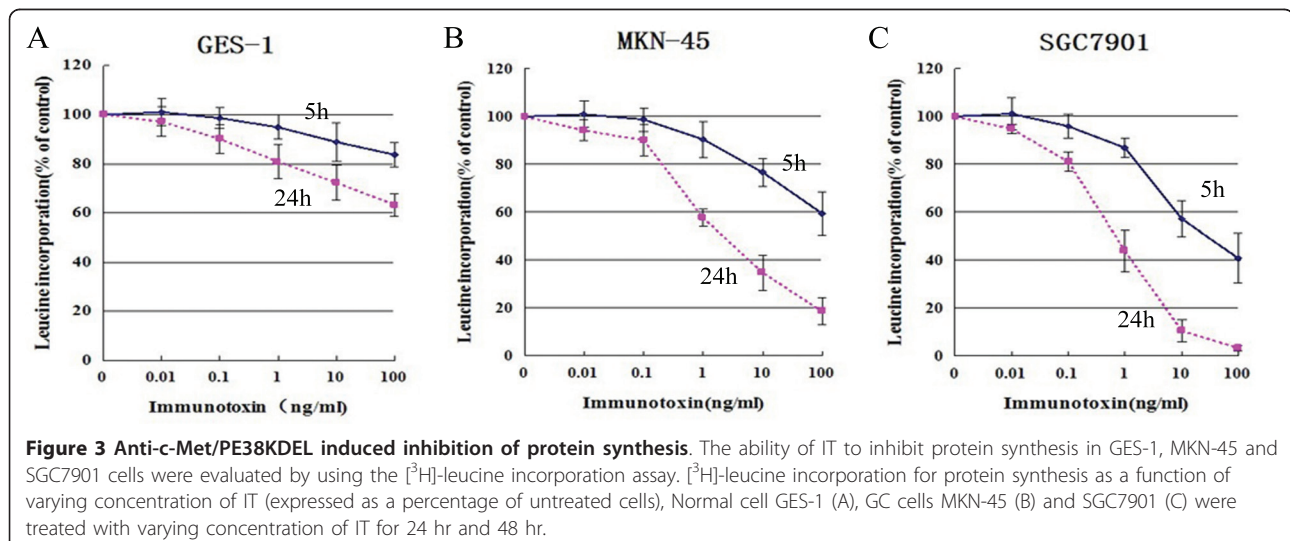 A
GES-1
Leucine incorporation(% of control)
120
100
80
60
40
20
0
5h
24h
0 0.01 0.1 1 10 100
Immunotoxin （ng/ml)
B
MKN-45
Leucine incorporation(% of control)
120
100
80
60
40
20
0
5h
24h
0 0.01 0.1 1 10 100
Immunotoxin(ng/ml)
C
SGC7901
Leucine incorporation(% of control)
120
100
80
60
40
20
0
5h
24h
0 0.01 0.1 1 10 100
Immunotoxin(ng/ml)
Figure 3 Anti-c-Met/PE38KDEL induced inhibition of protein synthesis. The ability of IT to inhibit protein synthesis in GES-1, MKN-45 and
SGC7901 cells were evaluated by using the [³H]-leucine incorporation assay. [³H]-leucine incorporation for protein synthesis as a function of
varying concentration of IT (expressed as a percentage of untreated cells), Normal cell GES-1 (A), GC cells MKN-45 (B) and SGC7901 (C) were
treated with varying concentration of IT for 24 hr and 48 hr.